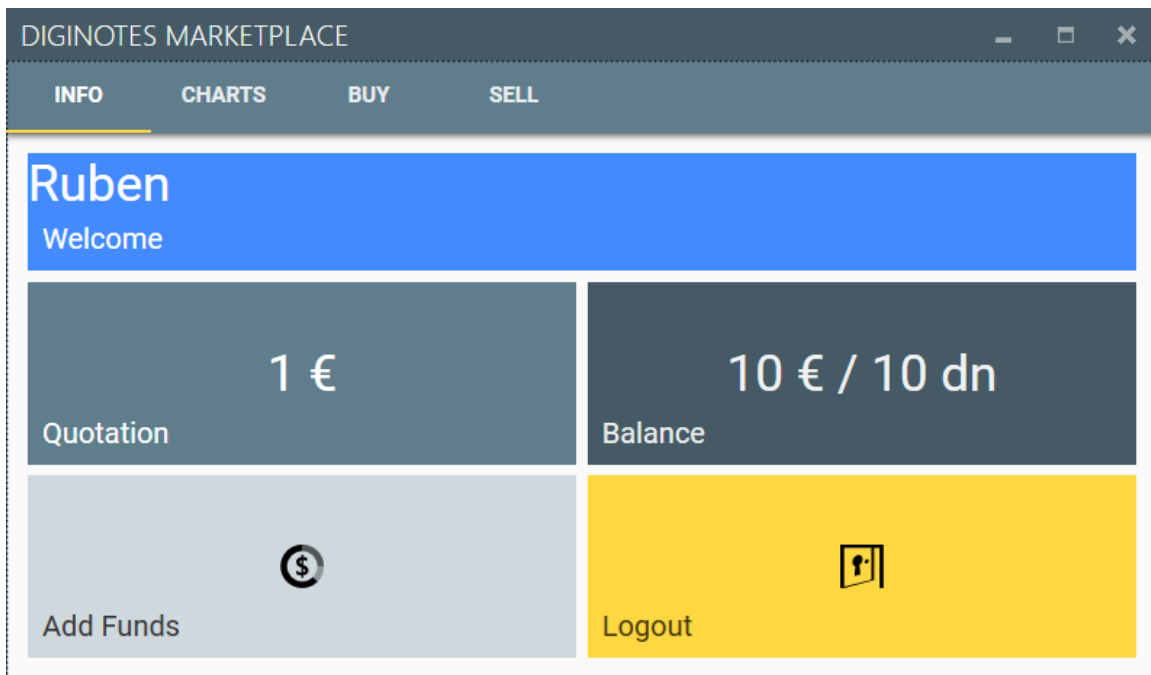 DIGINOTES MARKETPLACE
INFO CHARTS BUY SELL
Ruben
Welcome
1 €
Quotation
10 € / 10 dn
Balance
$
Add Funds
Logout